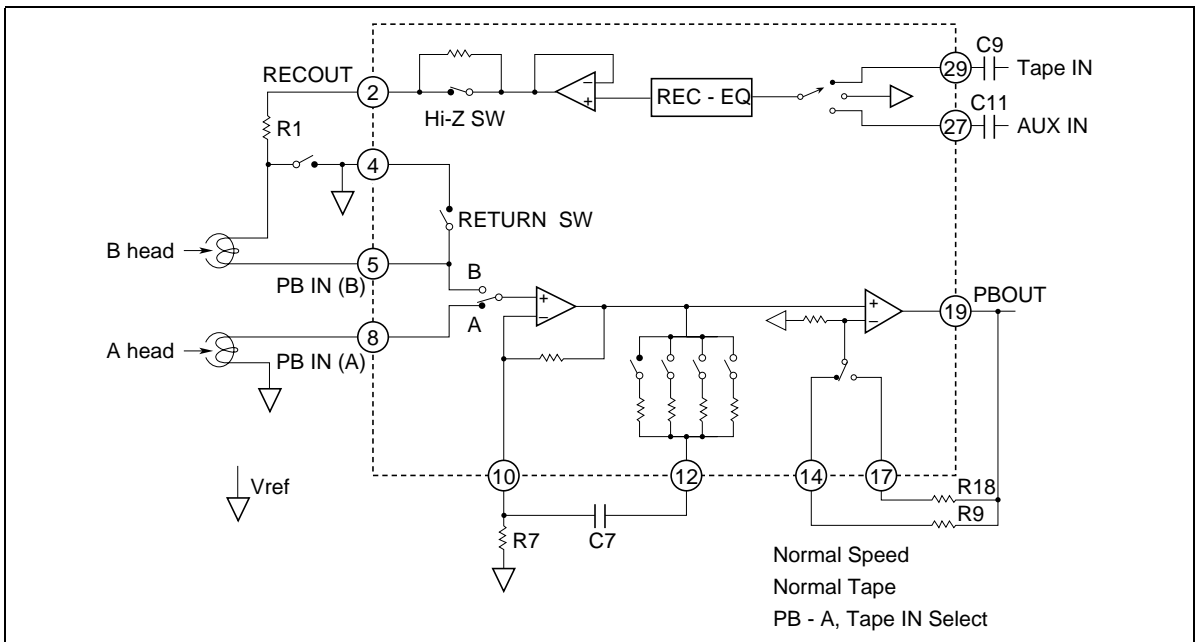 C9
RECOUT
2
29
Tape IN
REC - EQ
Hi-Z SW
C11
R1
27
AUX IN
4
RETURN SW
B head
5
B
PB IN (B)
+
−
A
+
−
19
PBOUT
8
A head
PB IN (A)
10
12
14
17
Vref
R18
R9
R7
C7
Normal Speed
Normal Tape
PB - A, Tape IN Select